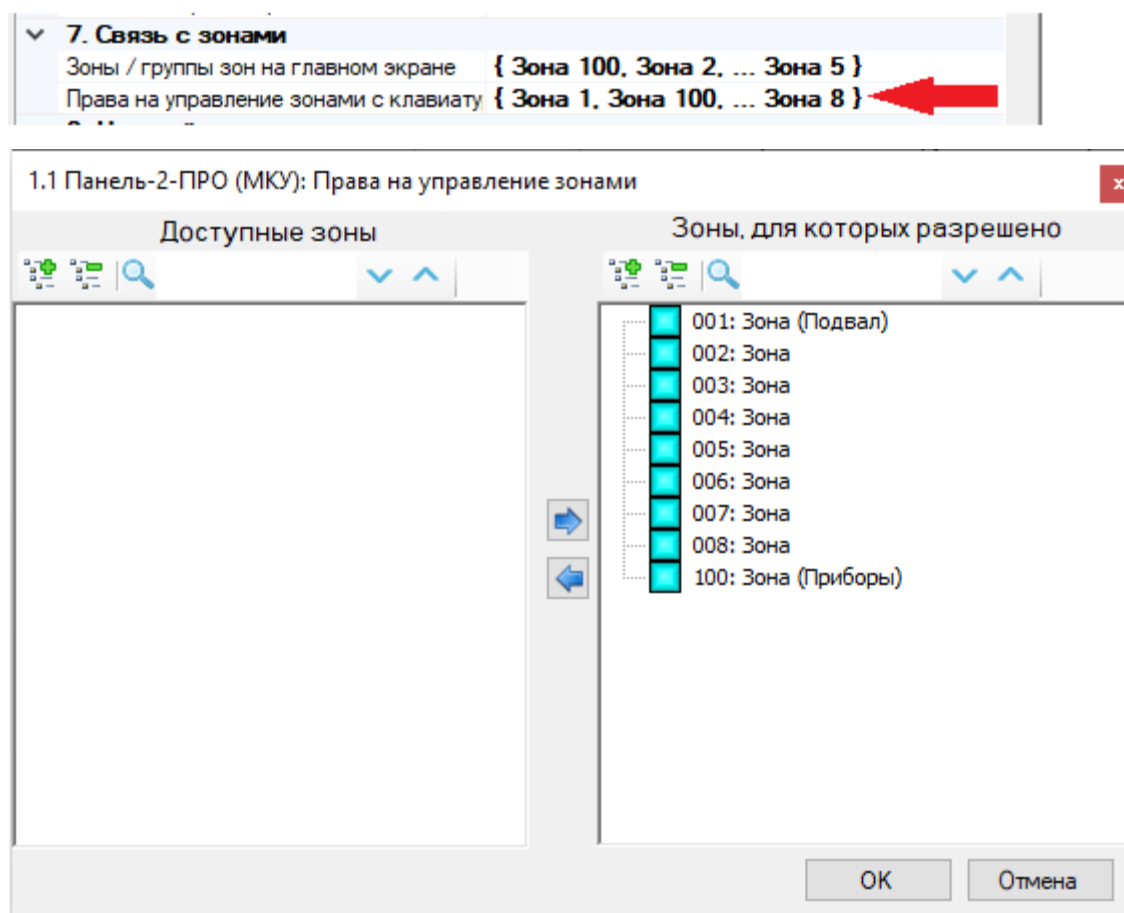 7. Связь с зонами
Зоны / группы зон на главном экране { Зона 100, Зона 2, ... Зона 5 }
Права на управление зонами с клавиату { Зона 1, Зона 100, ... Зона 8 }
1.1 Панель-2-ПРО (МКУ): Права на управление зонами
x
Доступные зоны
Зоны, для которых разрешено
001: Зона (Подвал)
002: Зона
003: Зона
004: Зона
005: Зона
006: Зона
007: Зона
008: Зона
100: Зона (Приборы)
OK
Отмена